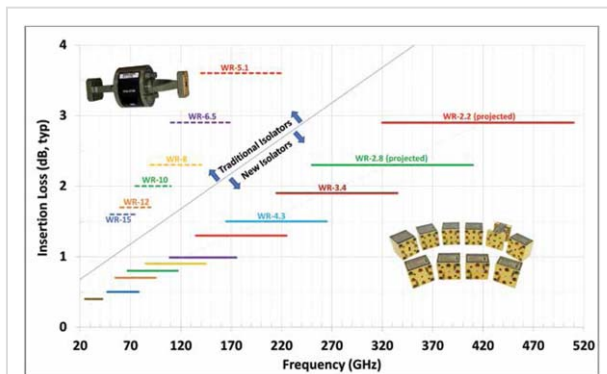 4
WR-5.1
3
WR-6.5
WR-2.2 (projected)
Traditional Isolators
New Isolators
WR-8
WR-2.8 (projected)
WR-10
2
WR-3.4
WR-12
WR-15
WR-4.3
1
0
20 70 120 170 220 270 320 370 420 470 520
Insertion Loss (dB, typ)
Frequency (GHz)